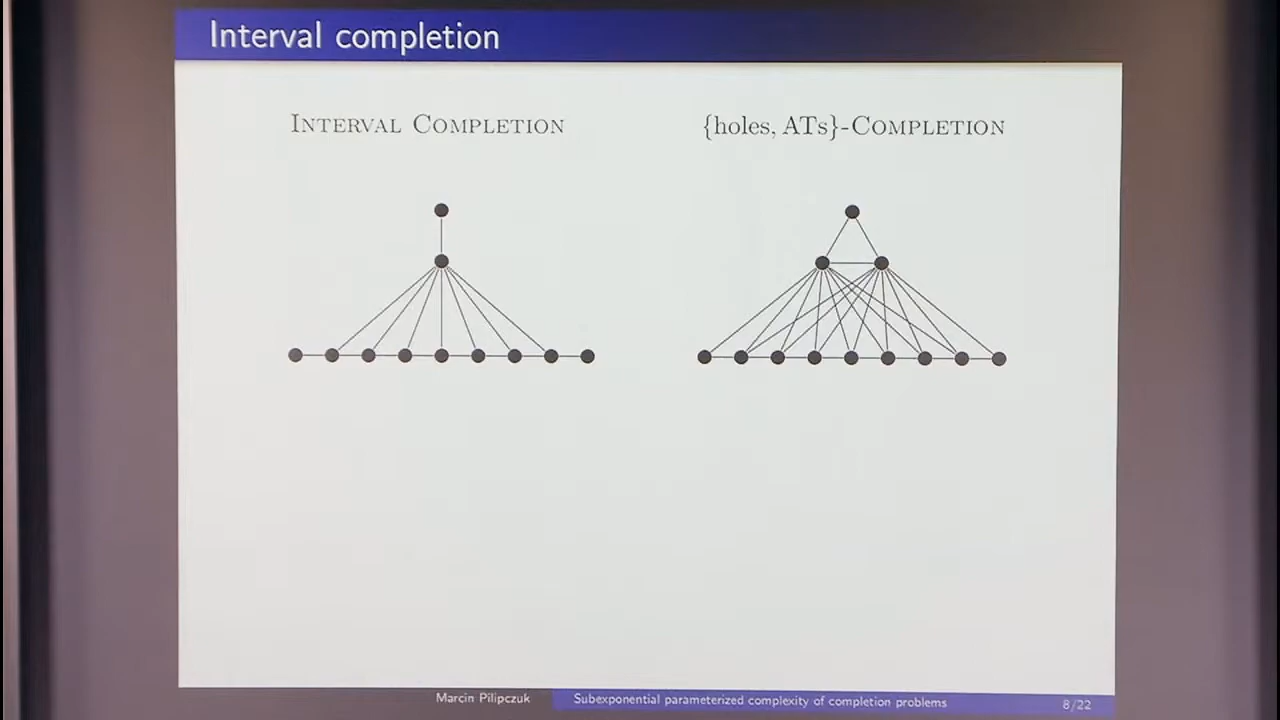 Interval completion
INTERVAL COMPLETION
{holes, ATs}-COMPLETION
Marcin Pilipczuk
Subexponential parameterized complexity of completion problems
8/22